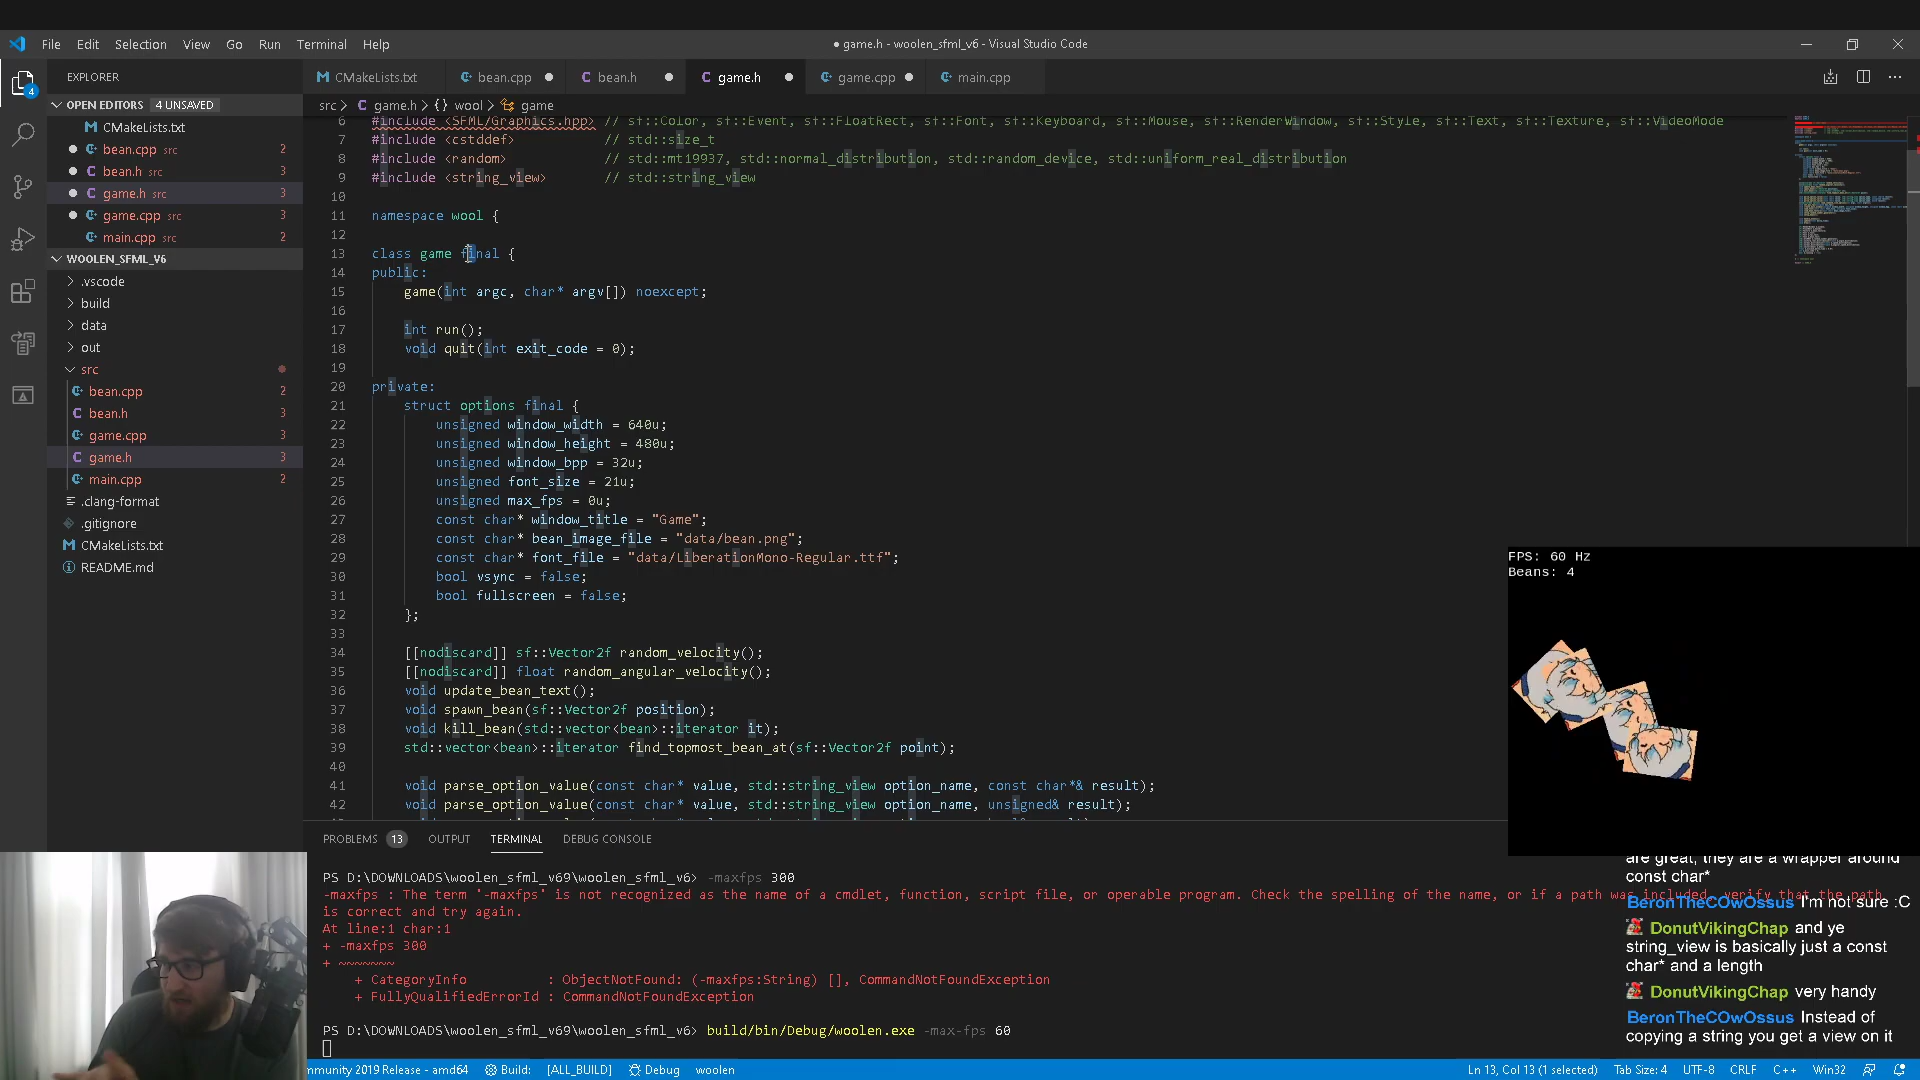 File Edit Selection View Go Run Terminal Help
● game.h - woolen_sfml_v6 - Visual Studio Code
EXPLORER
CMakeLists.txt
bean.cpp
bean.h
game.h
game.cpp
main.cpp
OPEN EDITORS 4 UNSAVED
CMakeLists.txt
bean.cpp src 2
bean.h src 3
game.h src 3
game.cpp src 3
main.cpp src 2
WOOLEN_SFML_V6
.vscode
build
data
out
src
bean.cpp 2
bean.h 3
game.cpp 3
game.h 3
main.cpp 2
.clang-format
.gitignore
CMakeLists.txt
README.md
4
src > game.h > {} wool > game
6 #include <SFML/Graphics.hpp> // sf::Color, sf::Event, sf::FloatRect, sf::Font, sf::Keyboard, sf::Mouse, sf::RenderWindow, sf::Style, sf::Text, sf::Texture, sf::VideoMode
7 #include <cstddef> // std::size_t
8 #include <random> // std::mt19937, std::normal_distribution, std::random_device, std::uniform_real_distribution
9 #include <string_view> // std::string_view
10
11 namespace wool {
12
13 class game final {
14 public:
15 game(int argc, char* argv[]) noexcept;
16
17 int run();
18 void quit(int exit_code = 0);
19
20 private:
21 struct options final {
22 unsigned window_width = 640u;
23 unsigned window_height = 480u;
24 unsigned window_bpp = 32u;
25 unsigned font_size = 21u;
26 unsigned max_fps = 0u;
27 const char* window_title = "Game";
28 const char* bean_image_file = "data/bean.png";
29 const char* font_file = "data/LiberationMono-Regular.ttf";
30 bool vsync = false;
31 bool fullscreen = false;
32 };
33
34 [[nodiscard]] sf::Vector2f random_velocity();
35 [[nodiscard]] float random_angular_velocity();
36 void update_bean_text();
37 void spawn_bean(sf::Vector2f position);
38 void kill_bean(std::vector<bean>::iterator it);
39 std::vector<bean>::iterator find_topmost_bean_at(sf::Vector2f point);
40
41 void parse_option_value(const char* value, std::string_view option_name, const char*& result);
42 void parse_option_value(const char* value, std::string_view option_name, unsigned& result);
FPS: 60 Hz
Beans: 4
PROBLEMS 13 OUTPUT TERMINAL DEBUG CONSOLE
PS D:\DOWNLOADS\woolen_sfml_v69\woolen_sfml_v6> -maxfps 300
-maxfps : The term '-maxfps' is not recognized as the name of a cmdlet, function, script file, or operable program. Check the spelling of the name, or if a path was included, verify that the path
is correct and try again.
At line:1 char:1
+ -maxfps 300
+ ~~~~~~~
+ CategoryInfo : ObjectNotFound: (-maxfps:String) [], CommandNotFoundException
+ FullyQualifiedErrorId : CommandNotFoundException
PS D:\DOWNLOADS\woolen_sfml_v69\woolen_sfml_v6> build/bin/Debug/woolen.exe -max-fps 60
are great, they are a wrapper around
const char*
BeronTheCOwOssus I'm not sure :C
DonutVikingChap and ye
string_view is basically just a const
char* and a length
DonutVikingChap very handy
BeronTheCOwOssus Instead of
copying a string you get a view on it
mmunity 2019 Release - amd64 Build: [ALL_BUILD] Debug woolen
Ln 13, Col 13 (1 selected) Tab Size: 4 UTF-8 CRLF C++ Win32